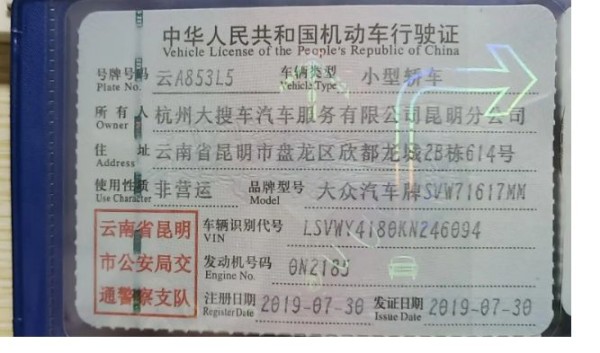 中华人民共和国机动车行驶证
Vehicle License of the People's Republic of China
号牌号码 云A853L5 车辆类型 小型轿车
Plate No. Vehicle Type
所有人 杭州大搜车汽车服务有限公司昆明分公司
Owner
住址 云南省昆明市盘龙区欣都龙城2B栋614号
Address
使用性质 非营运 品牌型号 大众汽车牌SVW71617MM
Use Character Model
云南省昆明
市公安局交
通警察支队
车辆识别代号 LSVWY4180KN246094
VIN
发动机号码 0N2185
Engine No.
注册日期 2019-07-30 发证日期 2019-07-30
Register Date Issue Date